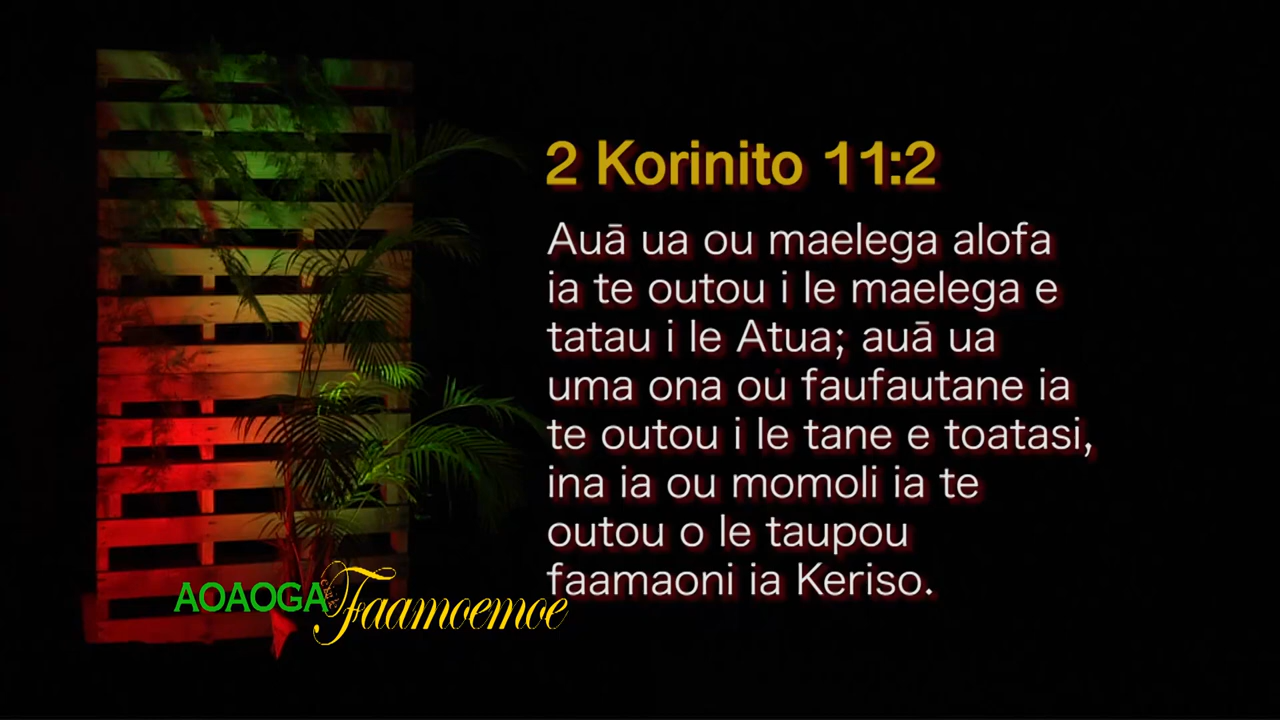 2 Korinito 11:2
Auā ua ou maelega alofa
ia te outou i le maelega e
tatau i le Atua; auā ua
uma ona ou faufautane ia
te outou i le tane e toatasi,
ina ia ou momoli ia te
outou o le taupou
faamaoni ia Keriso.
AOAOGA Faamoemoe